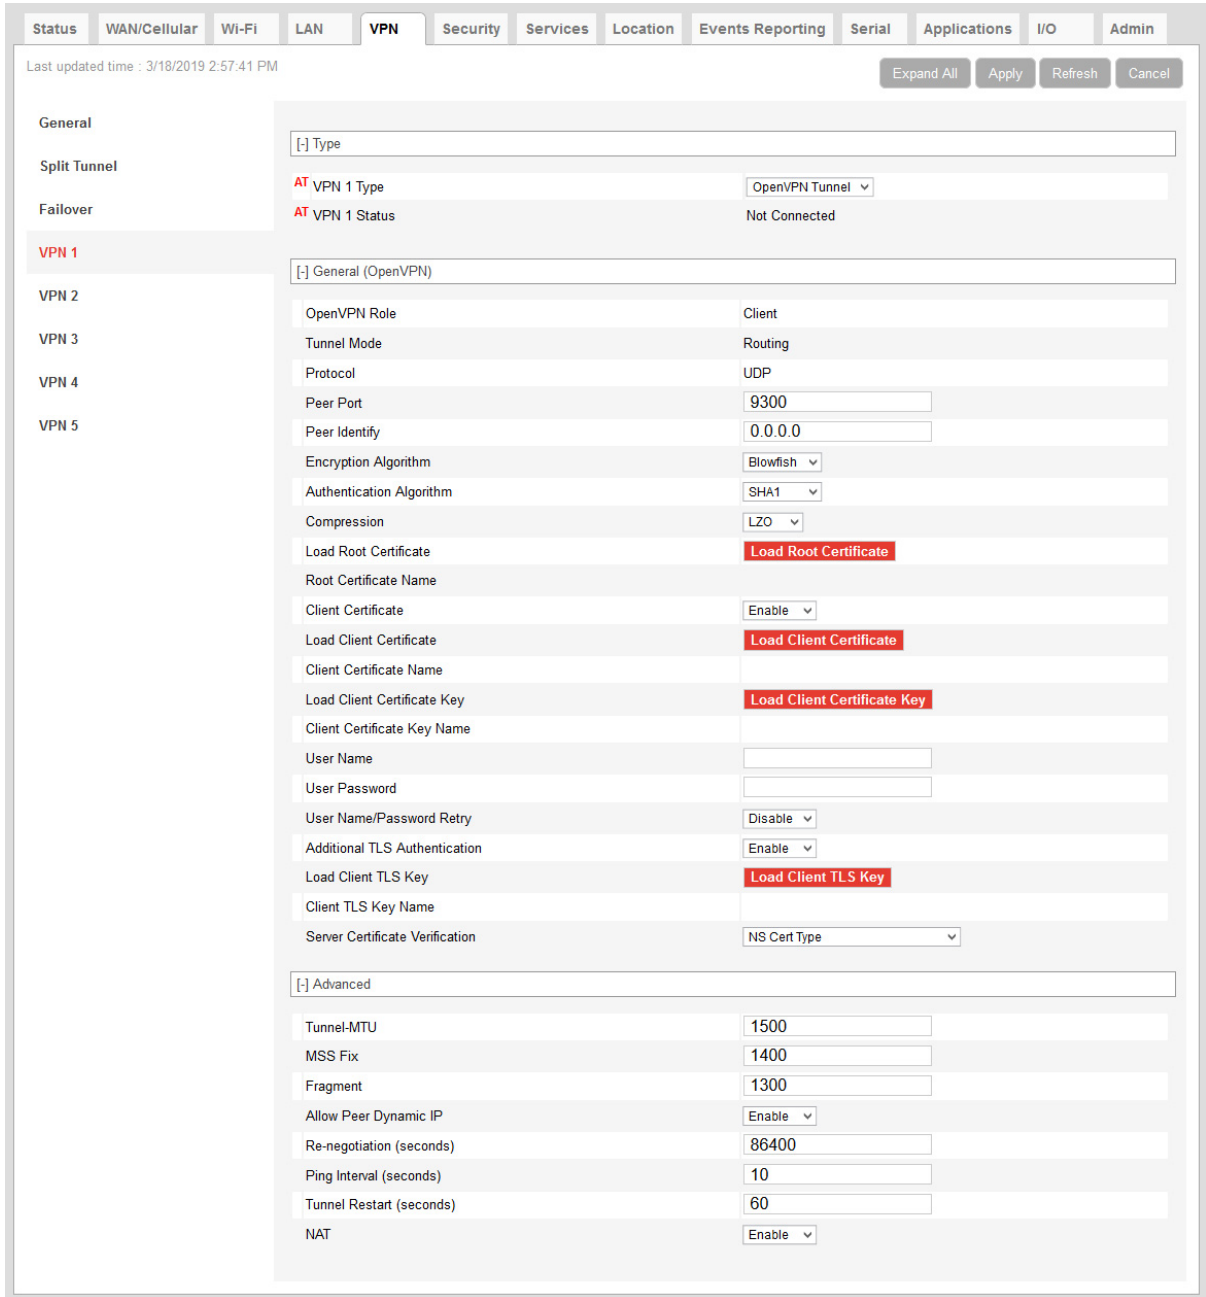 Status WAN/Cellular Wi-Fi LAN VPN Security Services Location Events Reporting Serial Applications I/O Admin
Last updated time : 3/18/2019 2:57:41 PM
Expand All Apply Refresh Cancel
General
Split Tunnel
Failover
VPN 1
VPN 2
VPN 3
VPN 4
VPN 5
[-] Type
AT VPN 1 Type OpenVPN Tunnel
AT VPN 1 Status Not Connected
[-] General (OpenVPN)
OpenVPN Role Client
Tunnel Mode Routing
Protocol UDP
Peer Port 9300
Peer Identify 0.0.0.0
Encryption Algorithm Blowfish
Authentication Algorithm SHA1
Compression LZO
Load Root Certificate Load Root Certificate
Root Certificate Name
Client Certificate Enable
Load Client Certificate Load Client Certificate
Client Certificate Name
Load Client Certificate Key Load Client Certificate Key
Client Certificate Key Name
User Name
User Password
User Name/Password Retry Disable
Additional TLS Authentication Enable
Load Client TLS Key Load Client TLS Key
Client TLS Key Name
Server Certificate Verification NS Cert Type
[-] Advanced
Tunnel-MTU 1500
MSS Fix 1400
Fragment 1300
Allow Peer Dynamic IP Enable
Re-negotiation (seconds) 86400
Ping Interval (seconds) 10
Tunnel Restart (seconds) 60
NAT Enable